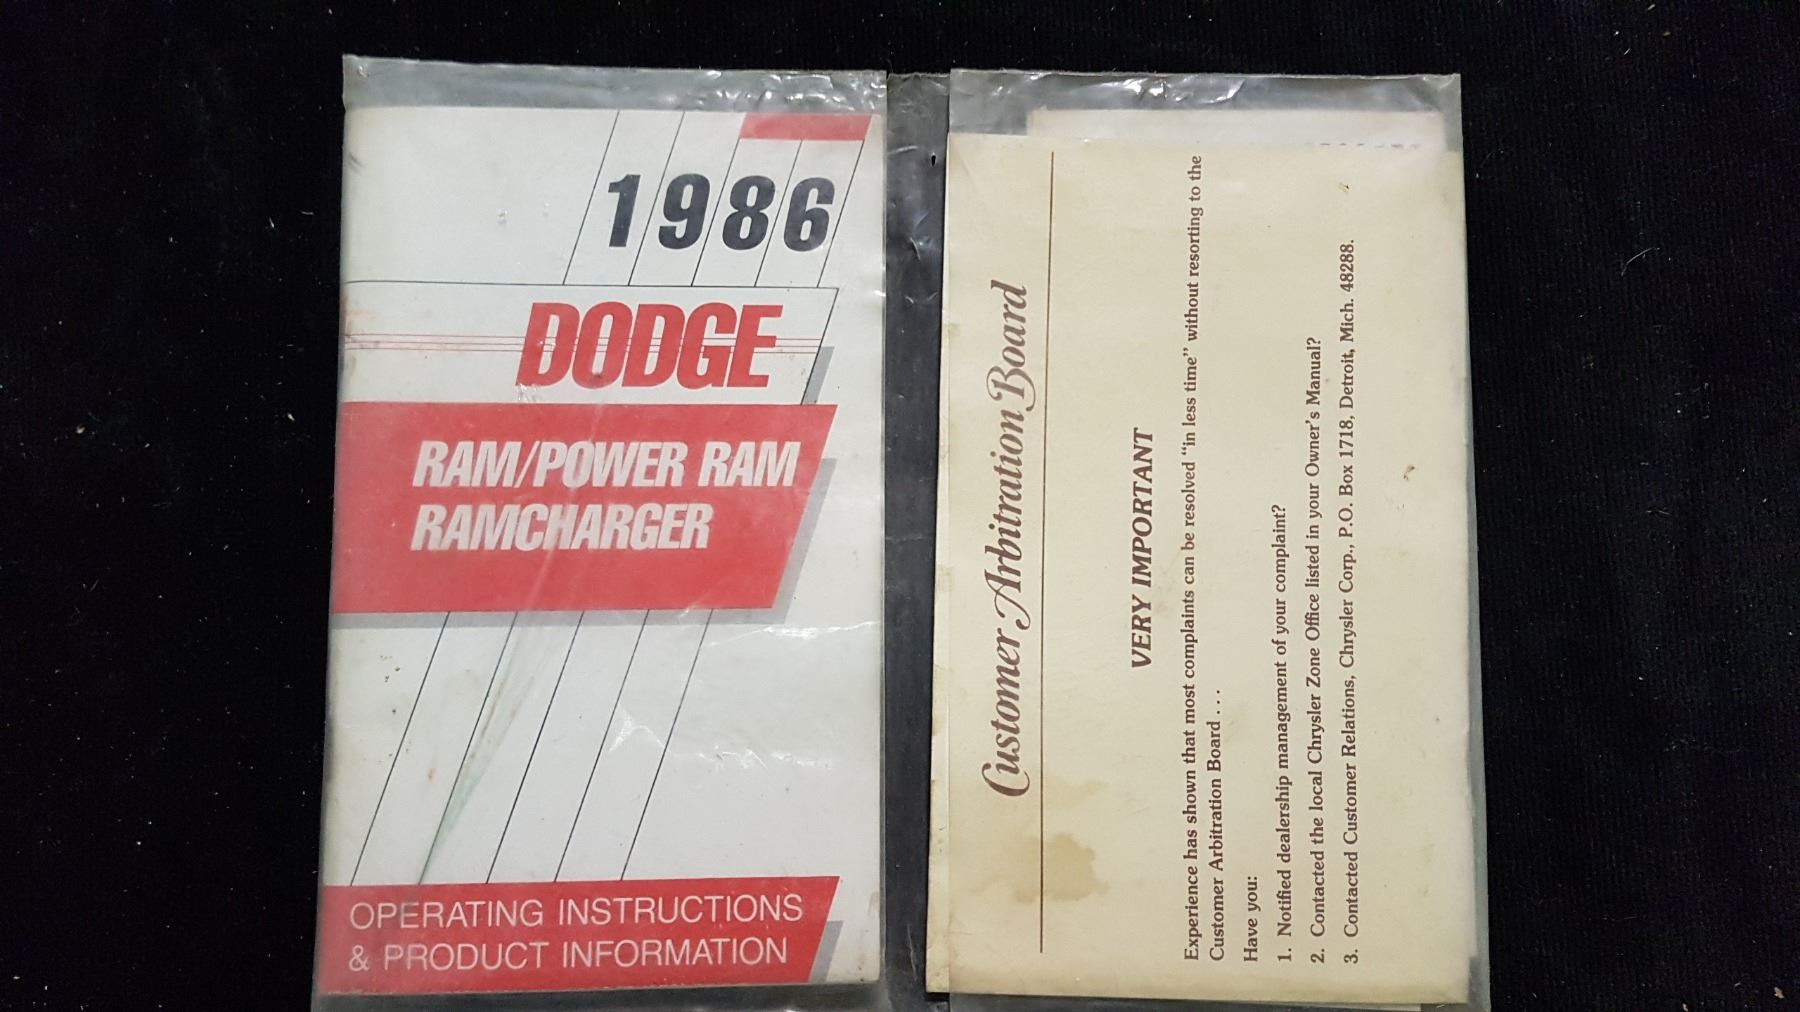 1986
DODGE
RAM/POWER RAM
RAMCHARGER
OPERATING INSTRUCTIONS
& PRODUCT INFORMATION
Customer Arbitration Board
VERY IMPORTANT
Experience has shown that most complaints can be resolved “in less time” without resorting to the
Customer Arbitration Board . . .
Have you:
1. Notified dealership management of your complaint?
2. Contacted the local Chrysler Zone Office listed in your Owner's Manual?
3. Contacted Customer Relations, Chrysler Corp., P.O. Box 1718, Detroit, Mich. 48288.